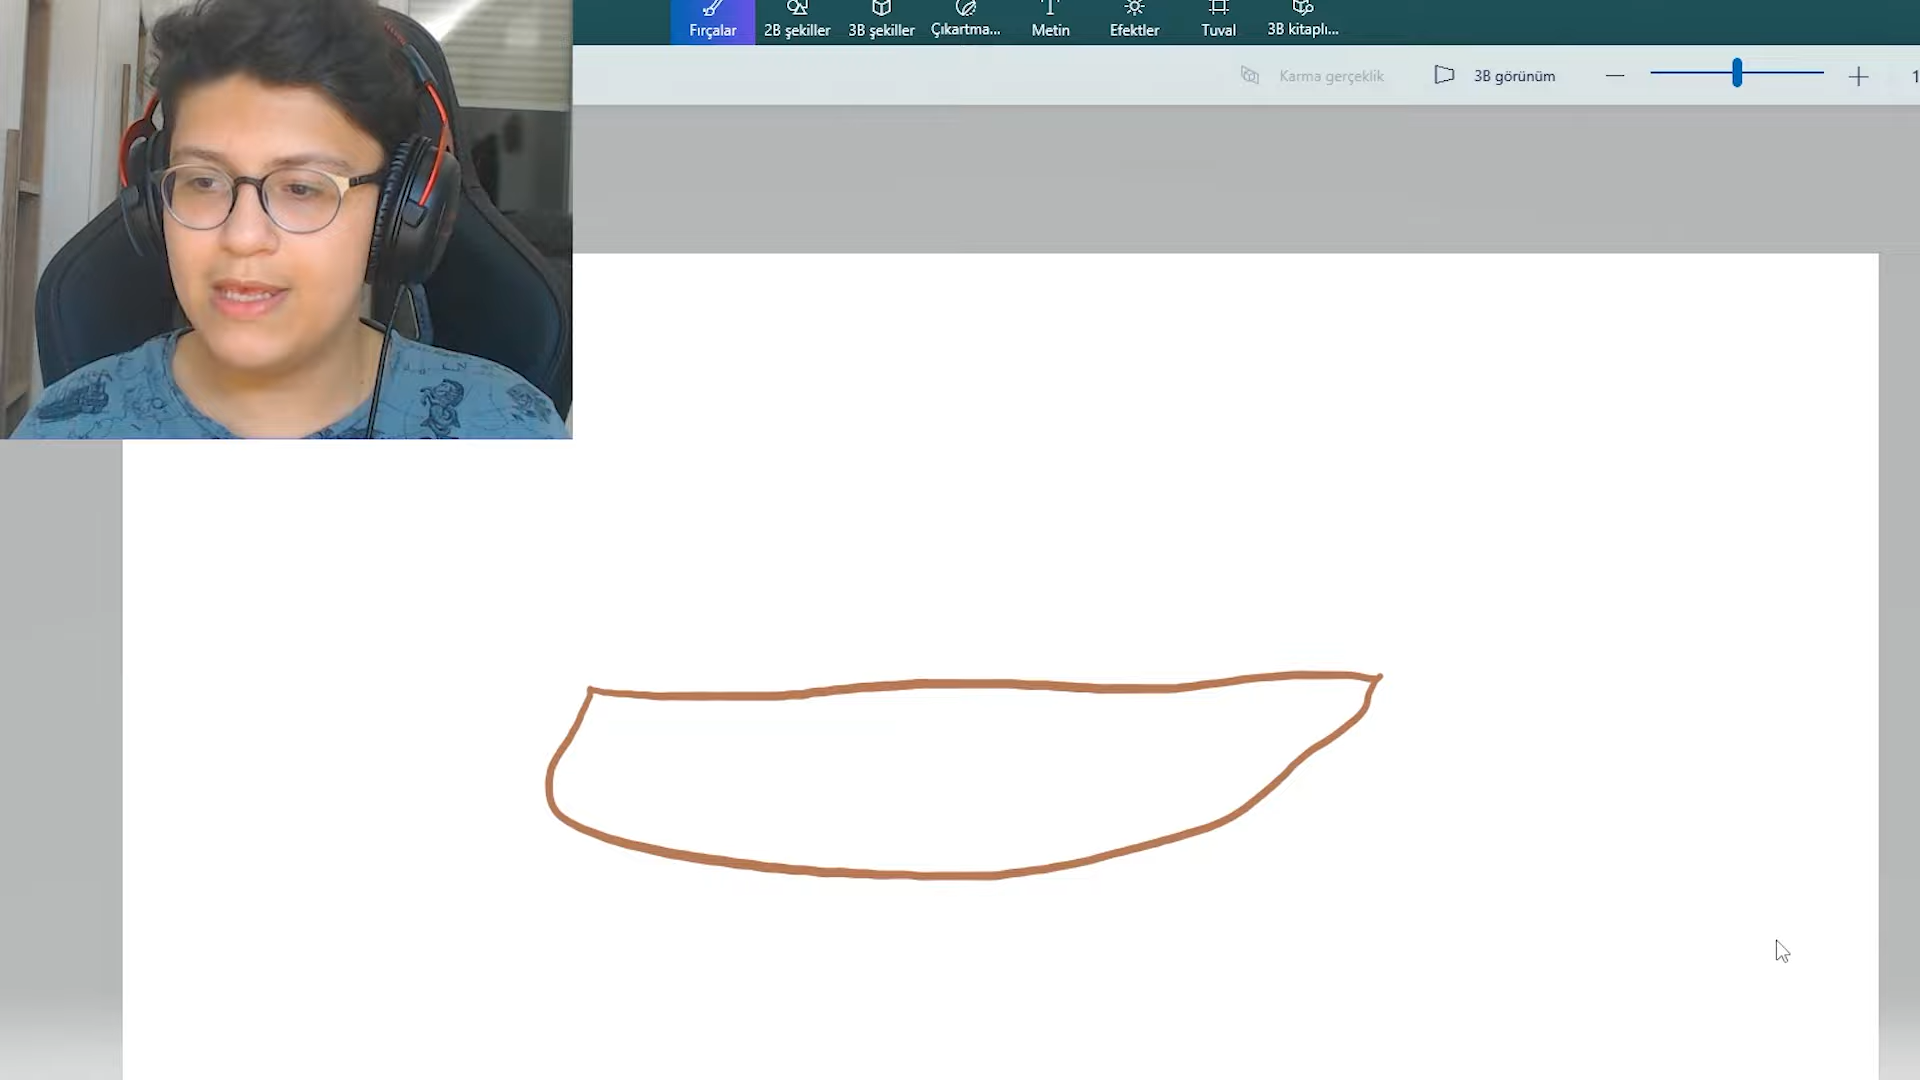 Fırçalar 2B şekiller 3B şekiller Çıkartma... Metin Efektler Tuval 3B kitaplı...
Karma gerçeklik 3B görünüm